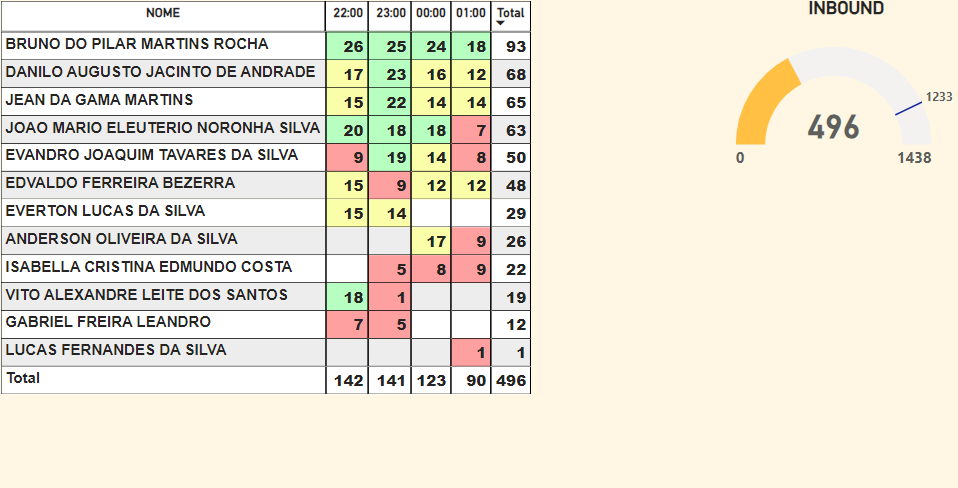 NOME 22:00 23:00 00:00 01:00 Total
BRUNO DO PILAR MARTINS ROCHA 26 25 24 18 93
DANILO AUGUSTO JACINTO DE ANDRADE 17 23 16 12 68
JEAN DA GAMA MARTINS 15 22 14 14 65
JOAO MARIO ELEUTERIO NORONHA SILVA 20 18 18 7 63
EVANDRO JOAQUIM TAVARES DA SILVA 9 19 14 8 50
EDVALDO FERREIRA BEZERRA 15 9 12 12 48
EVERTON LUCAS DA SILVA 15 14 29
ANDERSON OLIVEIRA DA SILVA 17 9 26
ISABELLA CRISTINA EDMUNDO COSTA 5 8 9 22
VITO ALEXANDRE LEITE DOS SANTOS 18 1 19
GABRIEL FREIRA LEANDRO 7 5 12
LUCAS FERNANDES DA SILVA 1 1
Total 142 141 123 90 496
INBOUND
1233
496
0 1438